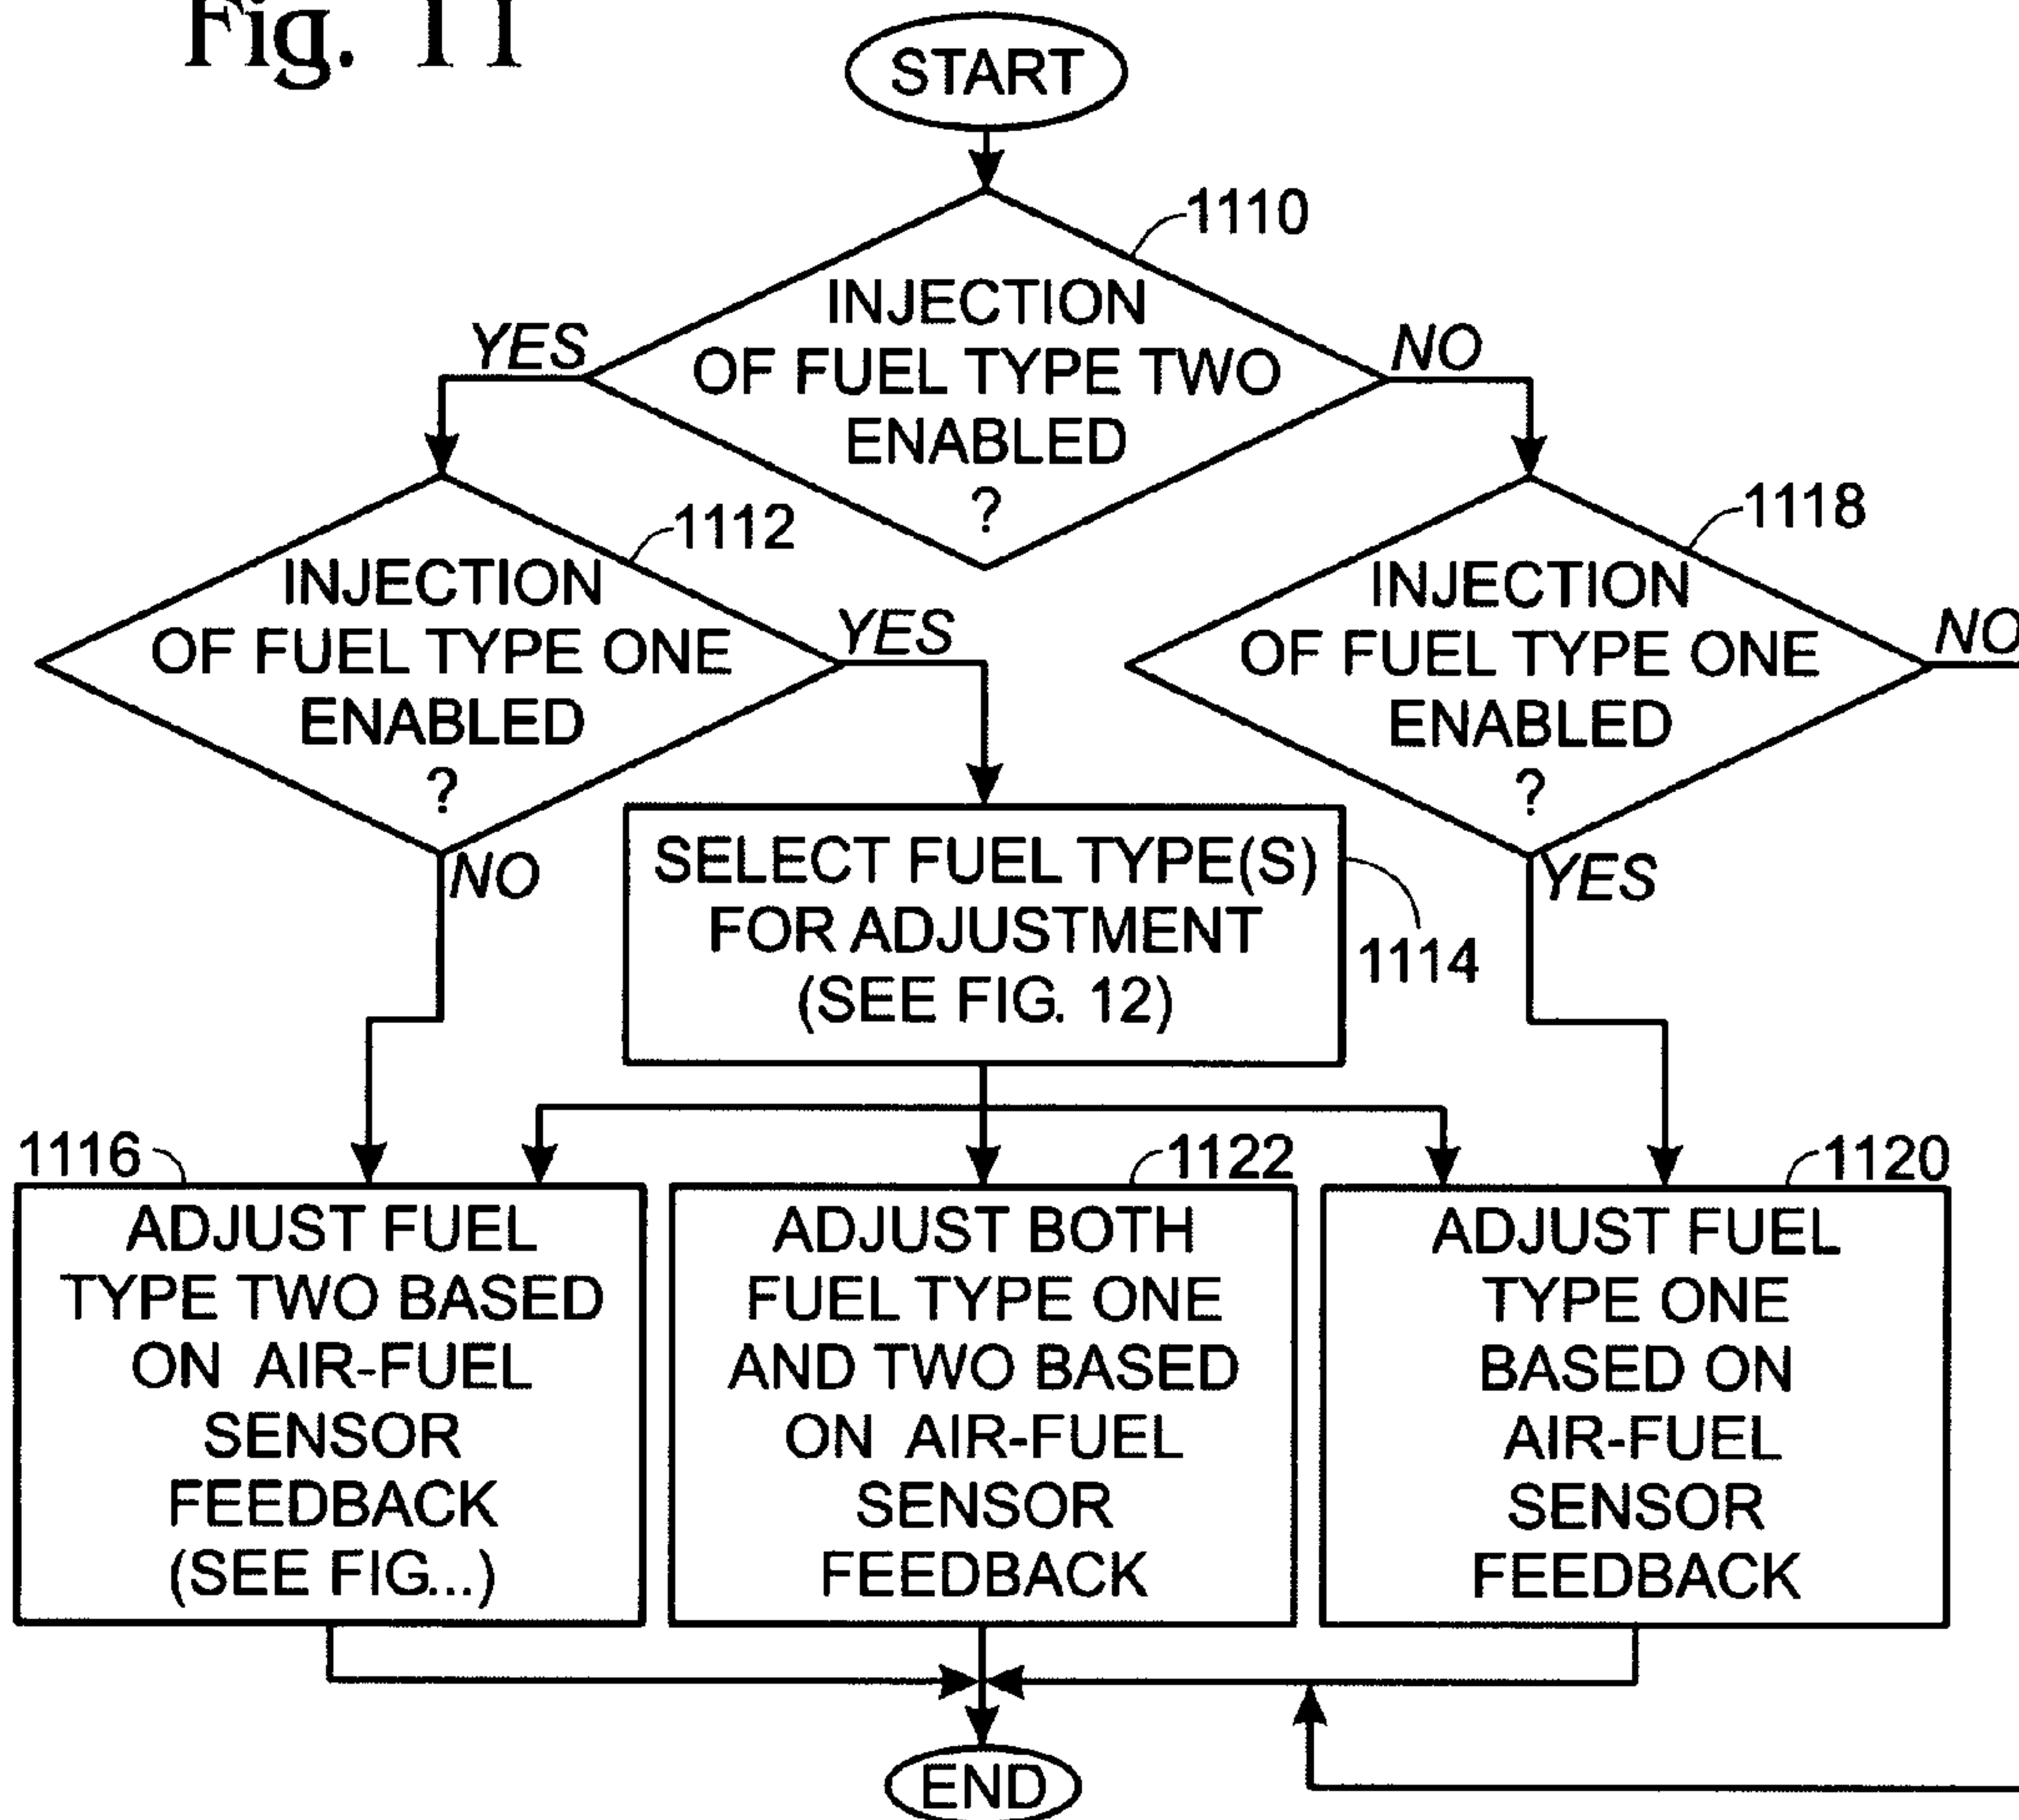 Fig. 11
START
1110
INJECTION
OF FUEL TYPE TWO
ENABLED
?
YES
NO
1112
INJECTION
OF FUEL TYPE ONE
ENABLED
?
YES
NO
1118
INJECTION
OF FUEL TYPE ONE
ENABLED
?
NO
YES
SELECT FUEL TYPE(S)
FOR ADJUSTMENT
(SEE FIG. 12)
1114
1116
ADJUST FUEL
TYPE TWO BASED
ON AIR-FUEL
SENSOR
FEEDBACK
(SEE FIG...)
1122
ADJUST BOTH
FUEL TYPE ONE
AND TWO BASED
ON AIR-FUEL
SENSOR
FEEDBACK
1120
ADJUST FUEL
TYPE ONE
BASED ON
AIR-FUEL
SENSOR
FEEDBACK
END